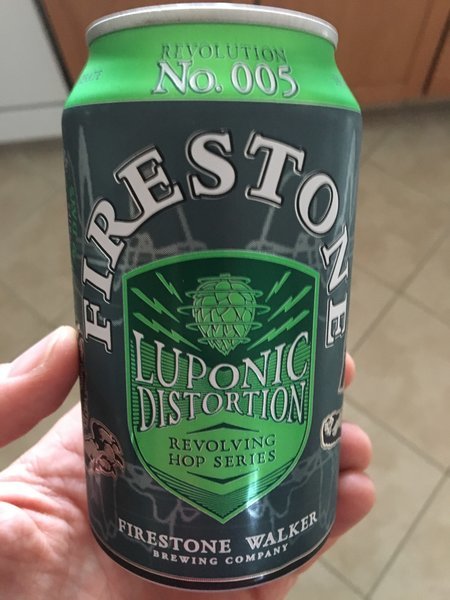 REVOLUTION
No. 005
FIRESTONE
LUPONIC
DISTORTION
REVOLVING
HOP SERIES
FIRESTONE WALKER
BREWING COMPANY